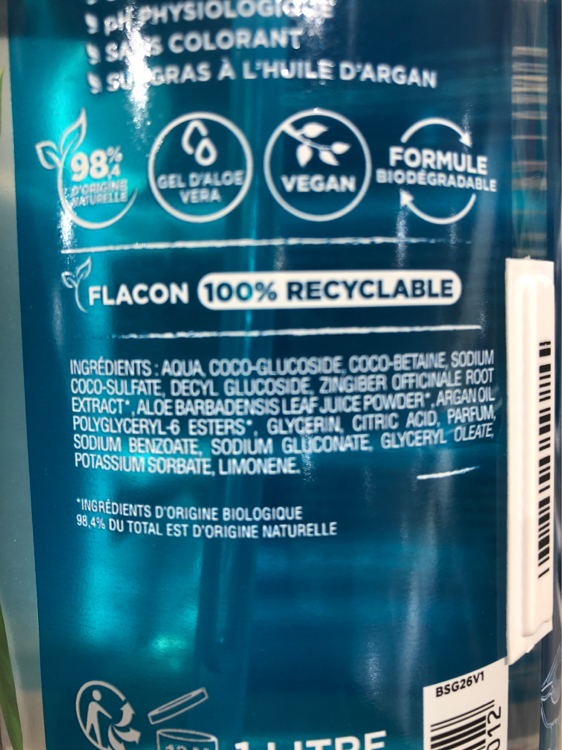 pH PHYSIOLOGIQUE
SANS COLORANT
SURGRAS À L'HUILE D'ARGAN
98,4%
D'ORIGINE
NATURELLE
GEL D'ALOE
VERA
VEGAN
FORMULE
BIODÉGRADABLE
FLACON 100% RECYCLABLE
INGRÉDIENTS : AQUA, COCO-GLUCOSIDE, COCO-BETAINE, SODIUM
COCO-SULFATE, DECYL GLUCOSIDE, ZINGIBER OFFICINALE ROOT
EXTRACT*, ALOE BARBADENSIS LEAF JUICE POWDER*, ARGAN OIL
POLYGLYCERYL-6 ESTERS*, GLYCERIN, CITRIC ACID, PARFUM,
SODIUM BENZOATE, SODIUM GLUCONATE, GLYCERYL OLEATE,
POTASSIUM SORBATE, LIMONENE.
*INGRÉDIENTS D'ORIGINE BIOLOGIQUE
98,4% DU TOTAL EST D'ORIGINE NATURELLE
BSG26V1
012
12 M
1 LITRE